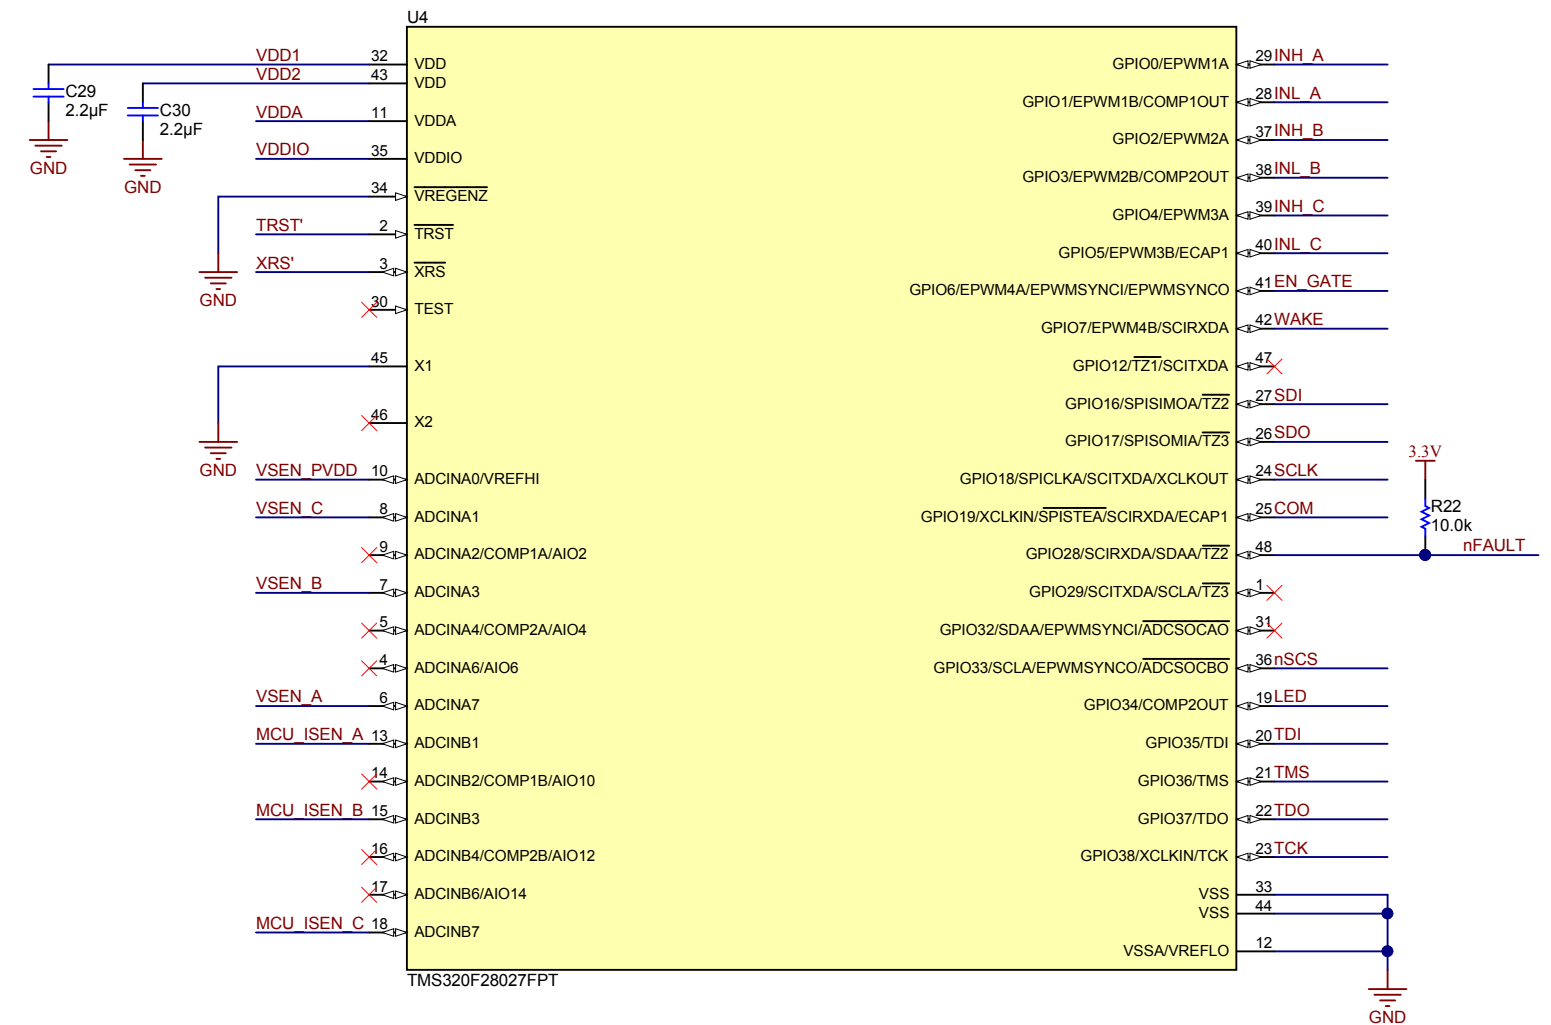 U4
VDD1 32 VDD
VDD2 43 VDD
C29
2.2µF
GND
C30
2.2µF
GND
VDDA 11 VDDA
VDDIO 35 VDDIO
34 VREGENZ
TRST' 2 TRST
XRS' 3 XRS
GND
30 TEST
45 X1
46 X2
GND
VSEN_PVDD 10 ADCINA0/VREFHI
VSEN_C 8 ADCINA1
9 ADCINA2/COMP1A/AIO2
VSEN_B 7 ADCINA3
5 ADCINA4/COMP2A/AIO4
4 ADCINA6/AIO6
VSEN_A 6 ADCINA7
MCU_ISEN_A 13 ADCINB1
14 ADCINB2/COMP1B/AIO10
MCU_ISEN_B 15 ADCINB3
16 ADCINB4/COMP2B/AIO12
17 ADCINB6/AIO14
MCU_ISEN_C 18 ADCINB7
GPIO0/EPWM1A 29 INH_A
GPIO1/EPWM1B/COMP1OUT 28 INL_A
GPIO2/EPWM2A 37 INH_B
GPIO3/EPWM2B/COMP2OUT 38 INL_B
GPIO4/EPWM3A 39 INH_C
GPIO5/EPWM3B/ECAP1 40 INL_C
GPIO6/EPWM4A/EPWMSYNCI/EPWMSYNCO 41 EN_GATE
GPIO7/EPWM4B/SCIRXDA 42 WAKE
GPIO12/TZ1/SCITXDA 47
GPIO16/SPISIMOA/TZ2 27 SDI
GPIO17/SPISOMIA/TZ3 26 SDO
GPIO18/SPICLKA/SCITXDA/XCLKOUT 24 SCLK
GPIO19/XCLKIN/SPISTEA/SCIRXDA/ECAP1 25 COM
3.3V
R22
10.0k
GPIO28/SCIRXDA/SDAA/TZ2 48 nFAULT
GPIO29/SCITXDA/SCLA/TZ3 1
GPIO32/SDAA/EPWMSYNCI/ADCSOCAO 31
GPIO33/SCLA/EPWMSYNCO/ADCSOCBO 36 nSCS
GPIO34/COMP2OUT 19 LED
GPIO35/TDI 20 TDI
GPIO36/TMS 21 TMS
GPIO37/TDO 22 TDO
GPIO38/XCLKIN/TCK 23 TCK
VSS 33
VSS 44
VSSA/VREFLO 12
GND
TMS320F28027FPT